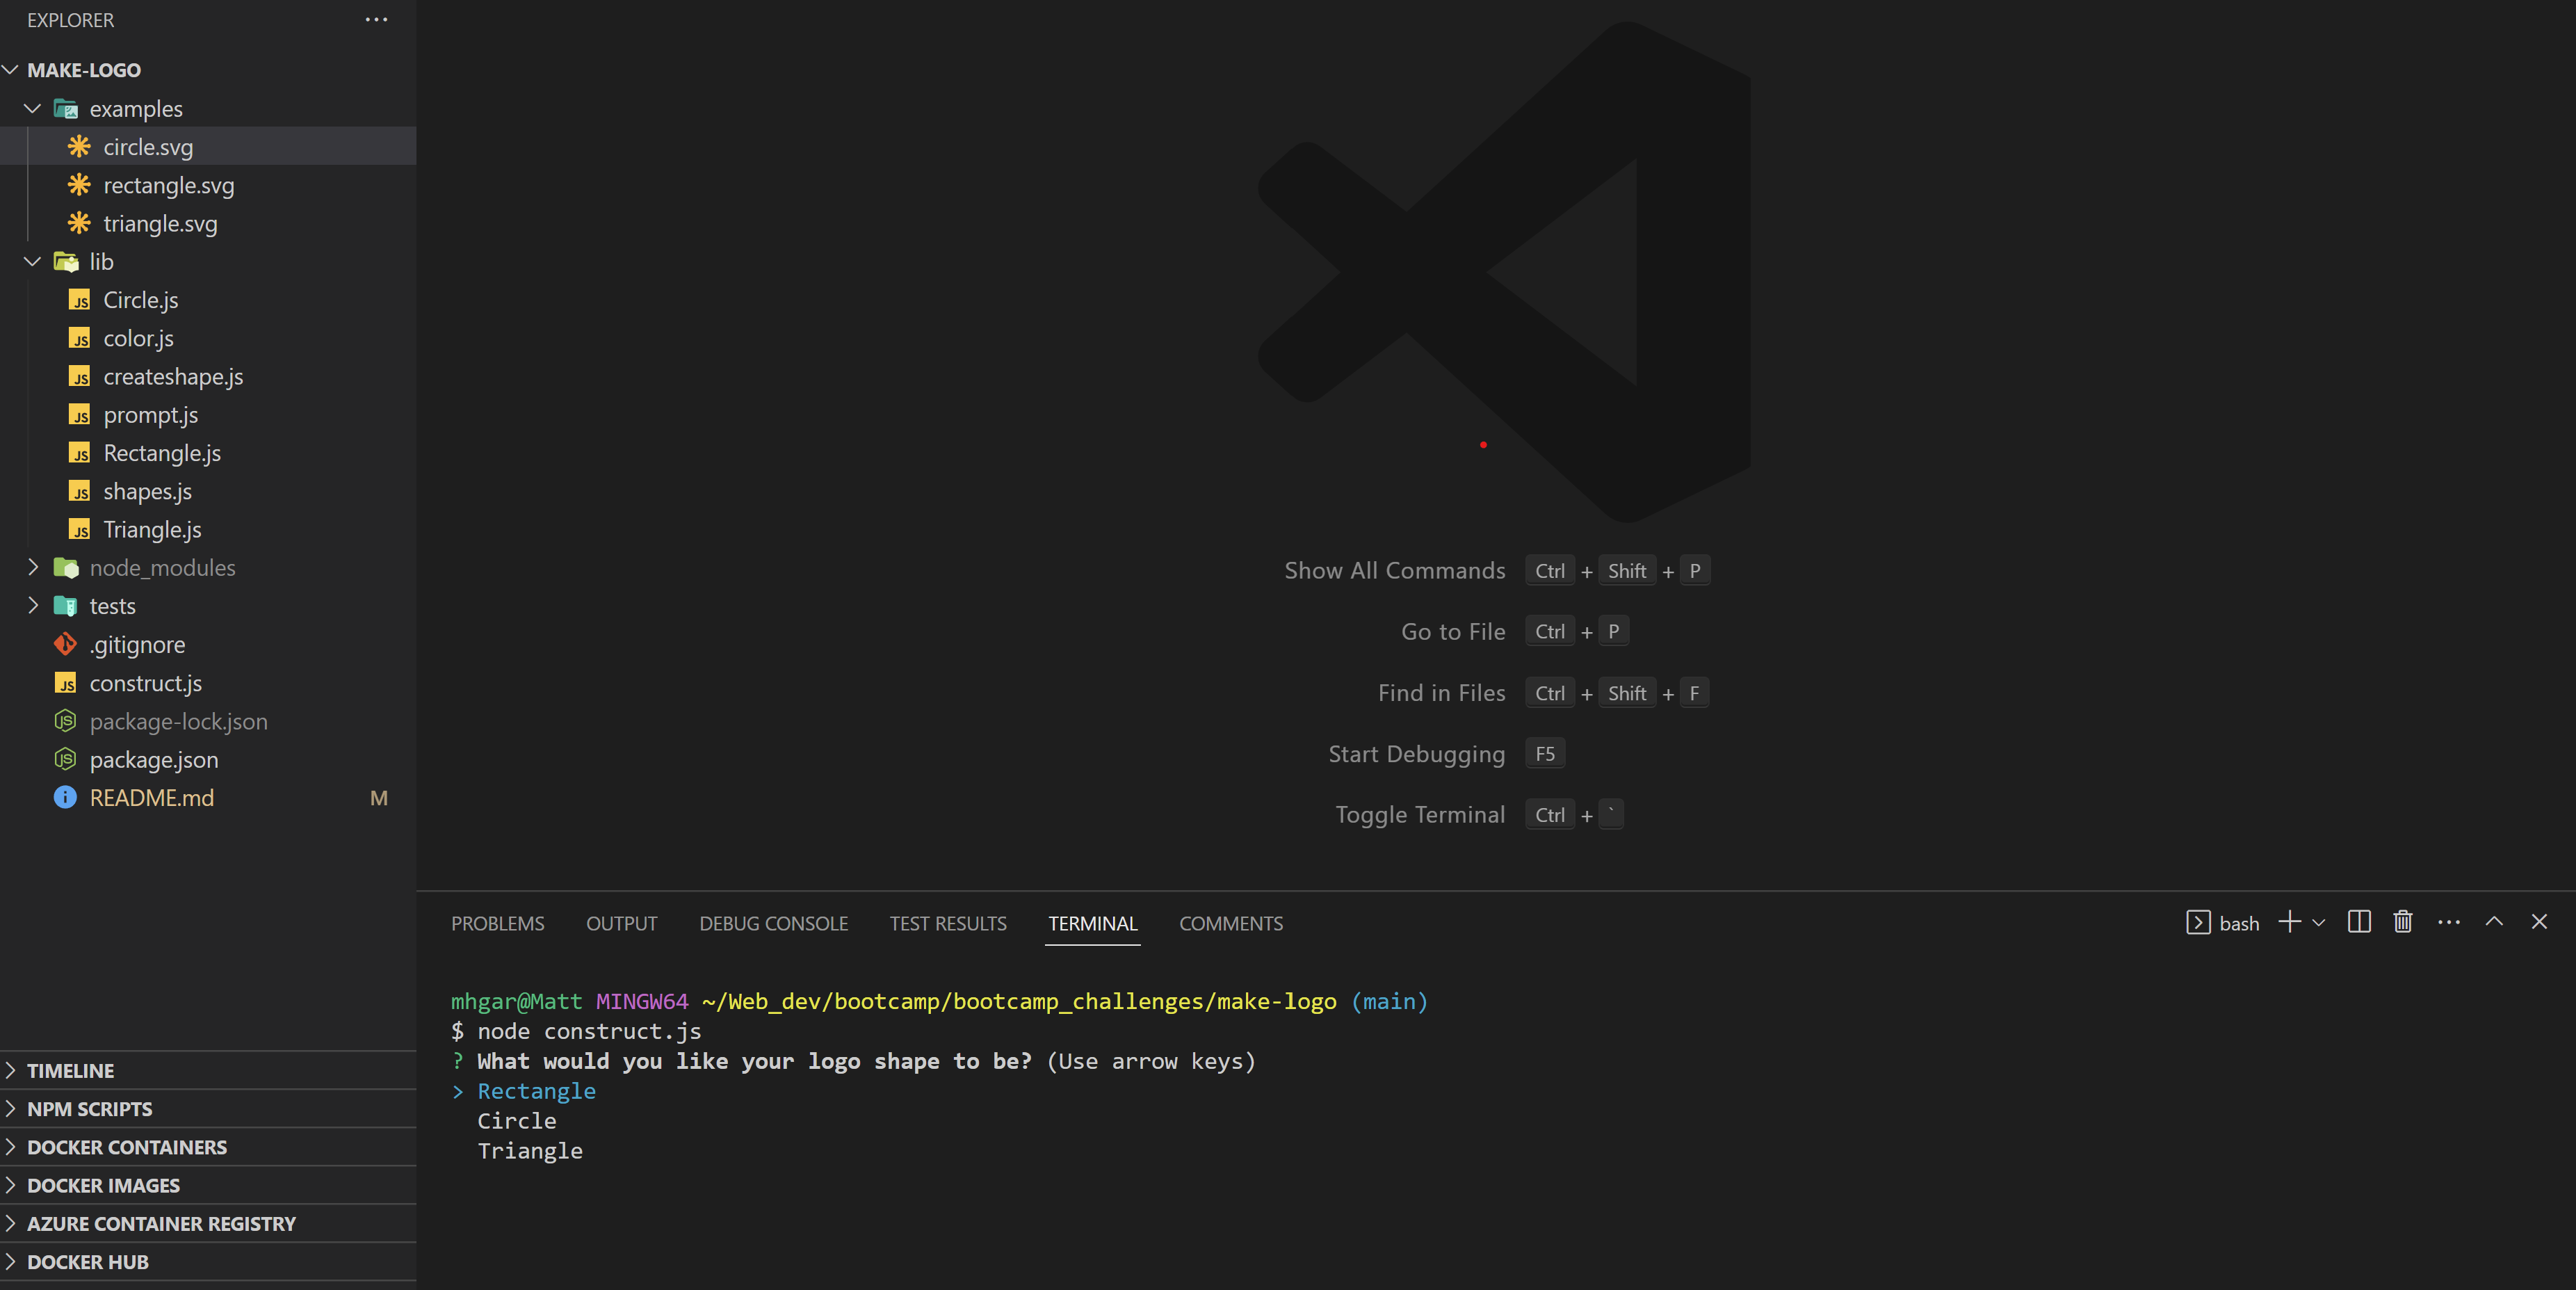 EXPLORER
MAKE-LOGO
examples
circle.svg
rectangle.svg
triangle.svg
lib
Circle.js
color.js
createshape.js
prompt.js
Rectangle.js
shapes.js
Triangle.js
node_modules
tests
.gitignore
construct.js
package-lock.json
package.json
README.md M
TIMELINE
NPM SCRIPTS
DOCKER CONTAINERS
DOCKER IMAGES
AZURE CONTAINER REGISTRY
DOCKER HUB
Show All Commands Ctrl + Shift + P
Go to File Ctrl + P
Find in Files Ctrl + Shift + F
Start Debugging F5
Toggle Terminal Ctrl + `
PROBLEMS OUTPUT DEBUG CONSOLE TEST RESULTS TERMINAL COMMENTS bash
mhgar@Matt MINGW64 ~/Web_dev/bootcamp/bootcamp_challenges/make-logo (main)
$ node construct.js
? What would you like your logo shape to be? (Use arrow keys)
> Rectangle
Circle
Triangle